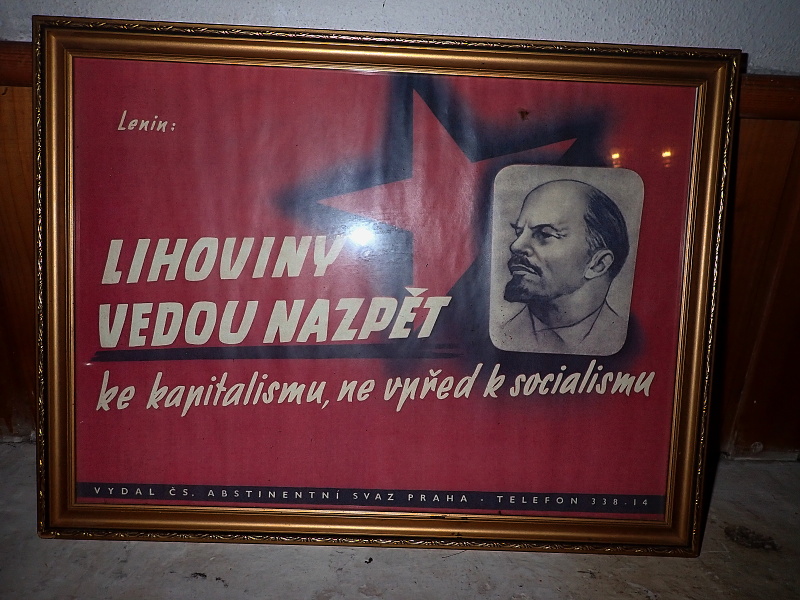 Lenin:
LIHOVINY
VEDOU NAZPĚT
ke kapitalismu, ne vpřed k socialismu
VYDAL ČS. ABSTINENTNÍ SVAZ PRAHA - TELEFON 338-14